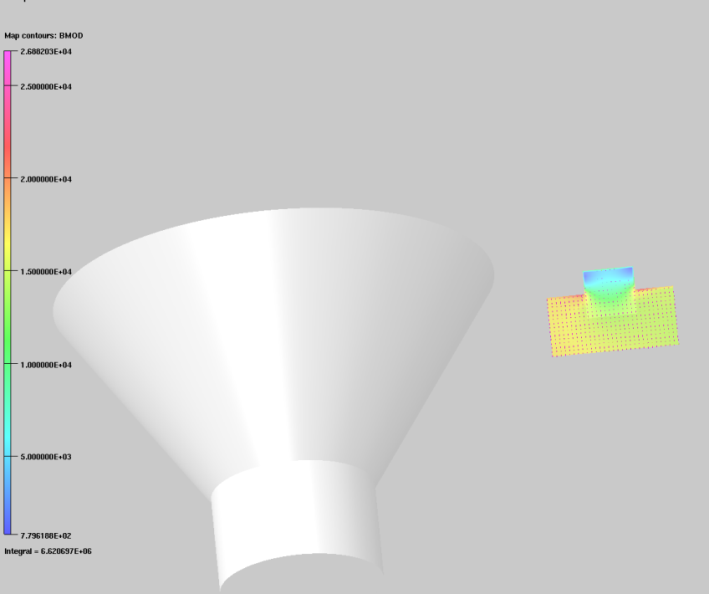 Map contours: BMOD
2.688203E+04
2.500000E+04
2.000000E+04
1.500000E+04
1.000000E+04
5.000000E+03
7.796188E+02
Integral = 6.620697E+06